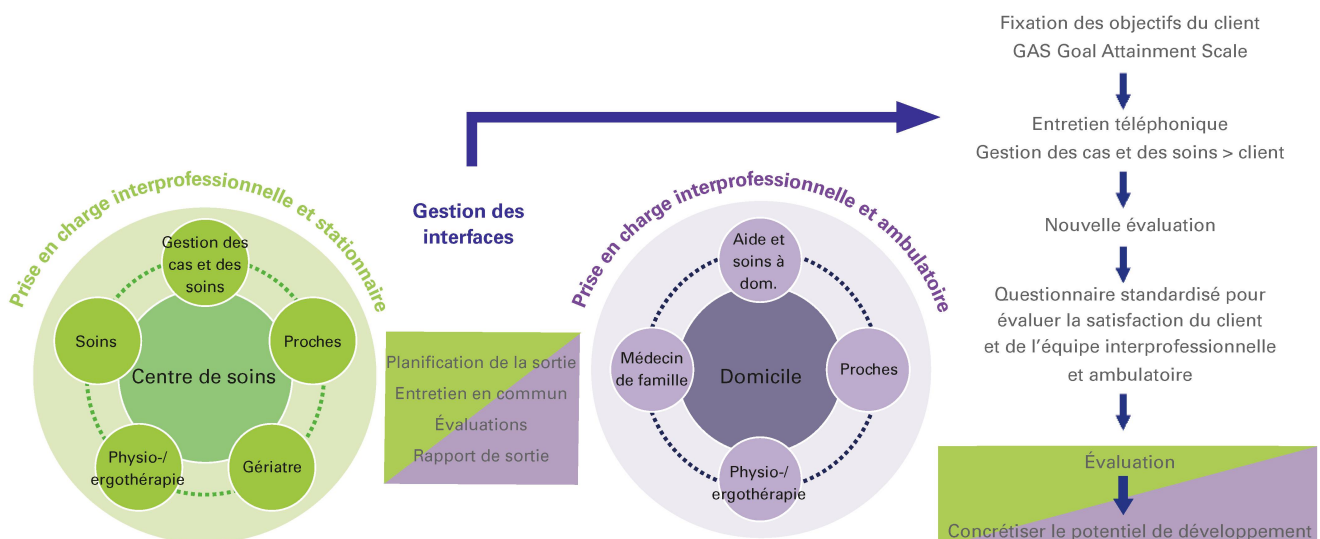 Prise en charge interprofessionnelle et stationnaire
Gestion des
cas et des
soins
Soins
Proches
Centre de soins
Physio-/
ergothérapie
Gériatre
Gestion des
interfaces
Planification de la sortie
Entretien en commun
Évaluations
Rapport de sortie
Prise en charge interprofessionnelle et ambulatoire
Aide et
soins à
dom.
Médecin
de famille
Domicile
Proches
Physio-/
ergothérapie
Fixation des objectifs du client
GAS Goal Attainment Scale
Entretien téléphonique
Gestion des cas et des soins > client
Nouvelle évaluation
Questionnaire standardisé pour
évaluer la satisfaction du client
et de l'équipe interprofessionnelle
et ambulatoire
Évaluation
Concrétiser le potentiel de développement